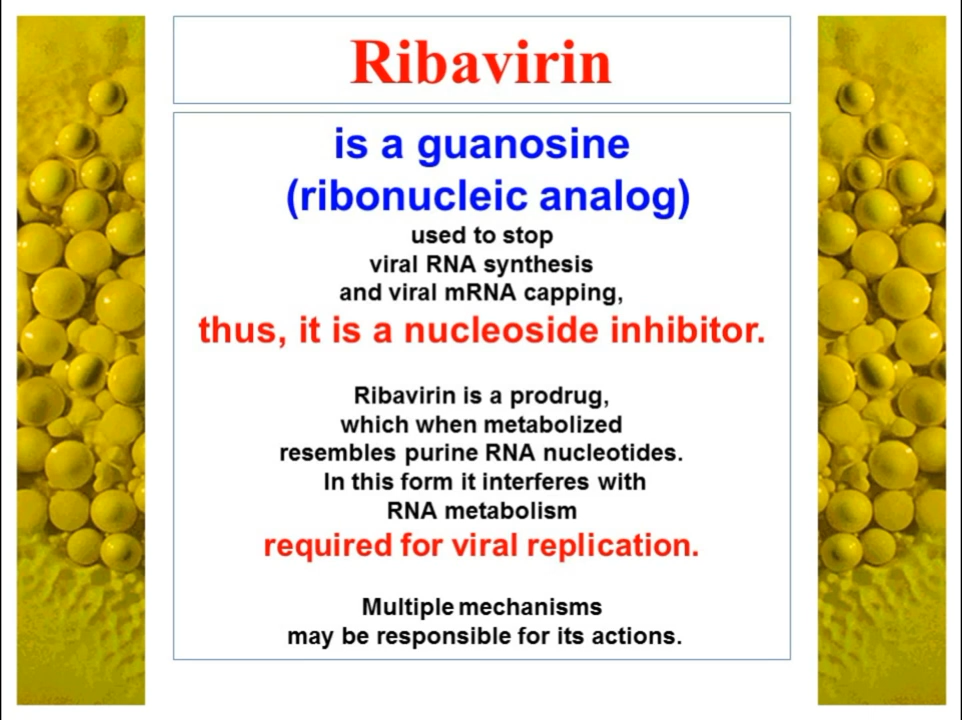 Ribavirin
is a guanosine
(ribonucleic analog)
used to stop
viral RNA synthesis
and viral mRNA capping,
thus, it is a nucleoside inhibitor.
Ribavirin is a prodrug,
which when metabolized
resembles purine RNA nucleotides.
In this form it interferes with
RNA metabolism
required for viral replication.
Multiple mechanisms
may be responsible for its actions.